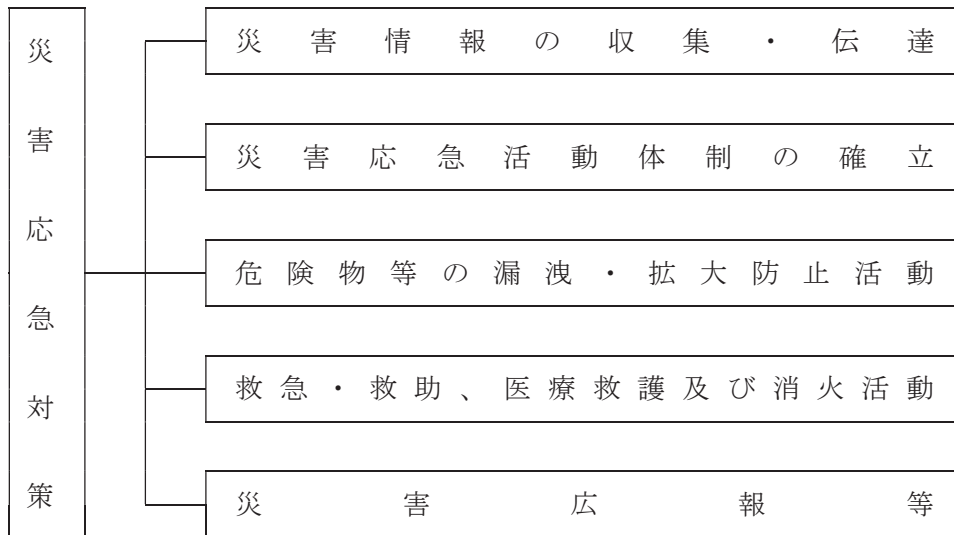 災害応急対策
災害情報の収集・伝達
災害応急活動体制の確立
危険物等の漏洩・拡大防止活動
救急・救助、医療救護及び消火活動
災害広報等